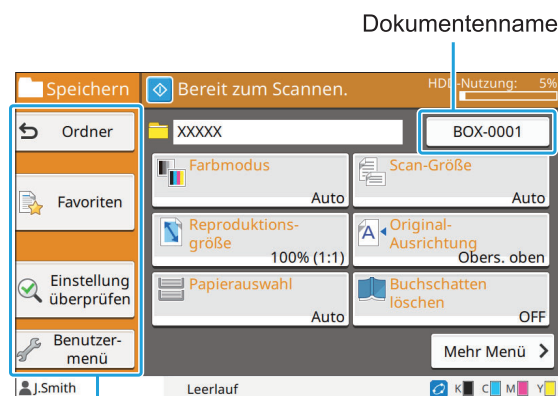 Dokumentenname
Speichern
Bereit zum Scannen.
HDD-Nutzung: 5%
Ordner
XXXXX
BOX-0001
Favoriten
Farbmodus
Auto
Scan-Größe
Auto
Reproduktions-
größe
100% (1:1)
Original-
Ausrichtung
Obers. oben
Einstellung
überprüfen
Papierauswahl
Auto
Buchschatten
löschen
OFF
Benutzer-
menü
Mehr Menü
J.Smith
Leerlauf
K C M Y